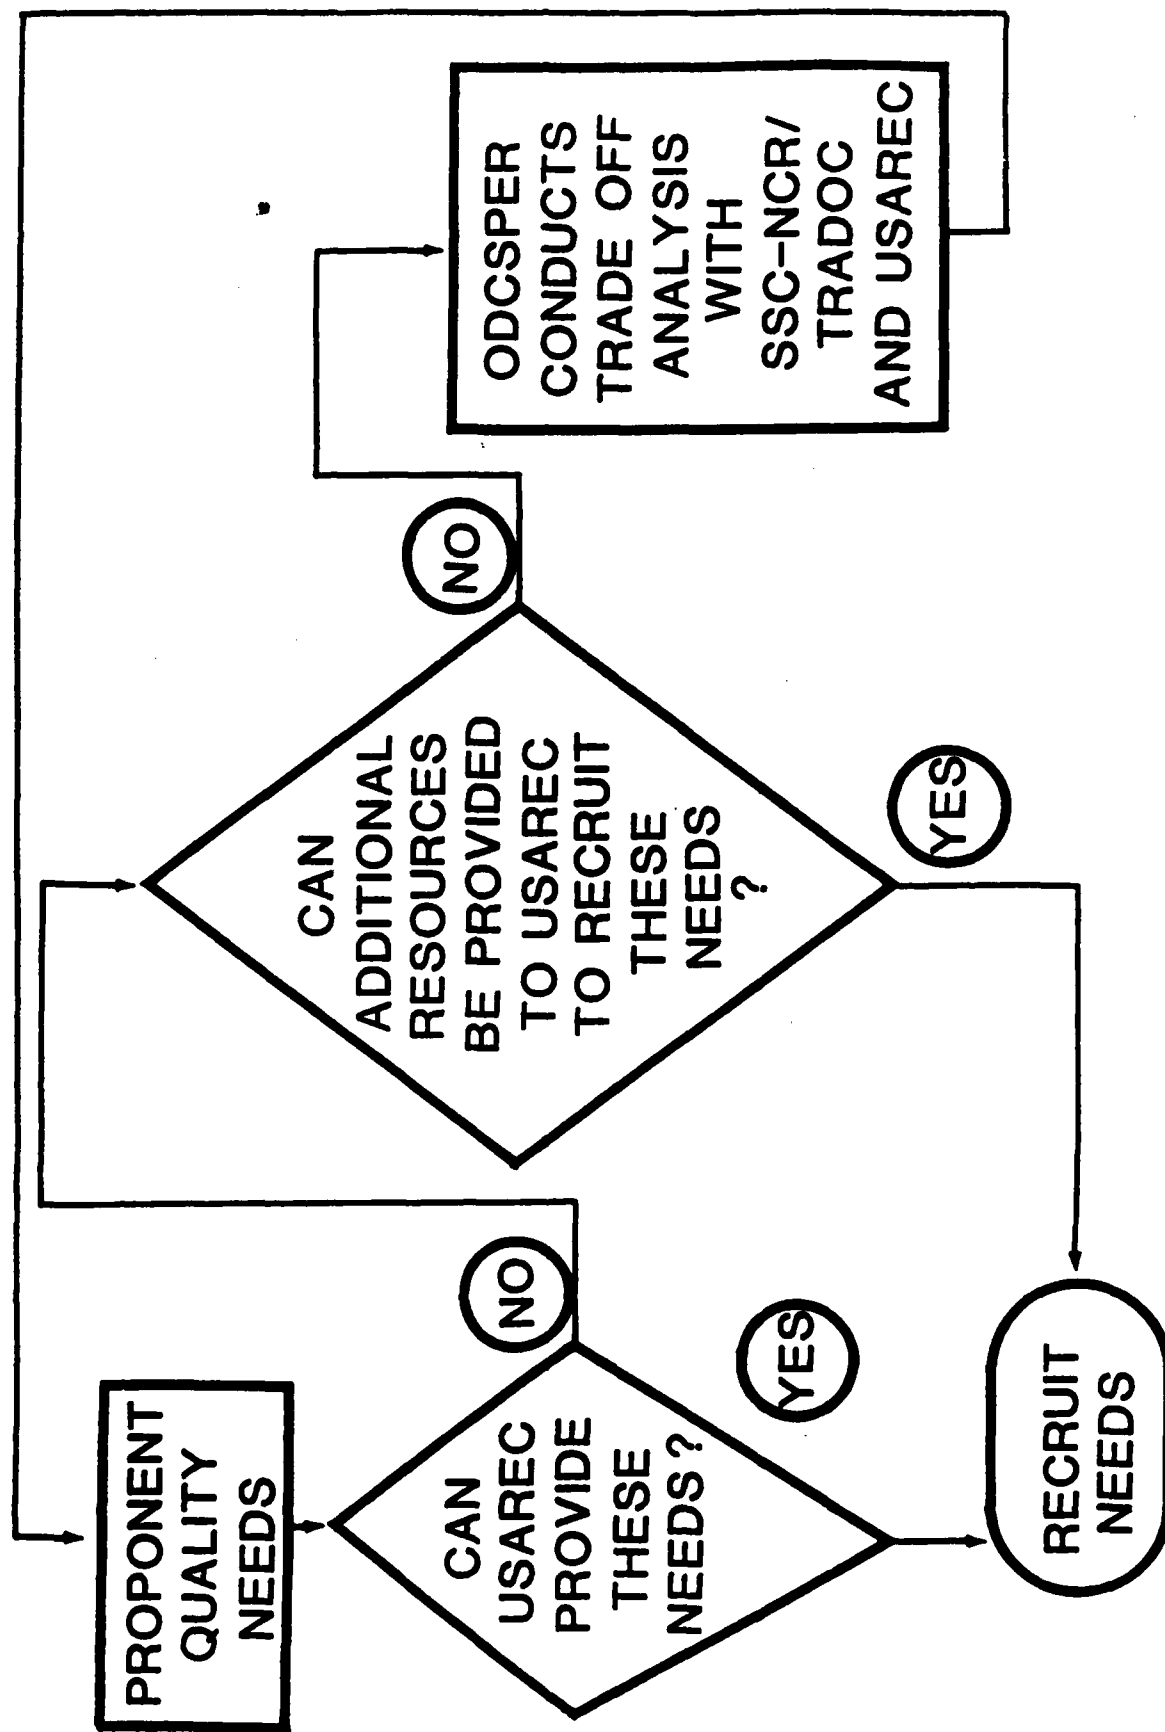 PROPONENT
QUALITY
NEEDS
CAN
USAREC
PROVIDE
THESE
NEEDS?
NO
YES
CAN
ADDITIONAL
RESOURCES
BE PROVIDED
TO USAREC
TO RECRUIT
THESE
NEEDS
?
NO
YES
ODCSPER
CONDUCTS
TRADE OFF
ANALYSIS
WITH
SSC-NCR/
TRADOC
AND USAREC
RECRUIT
NEEDS